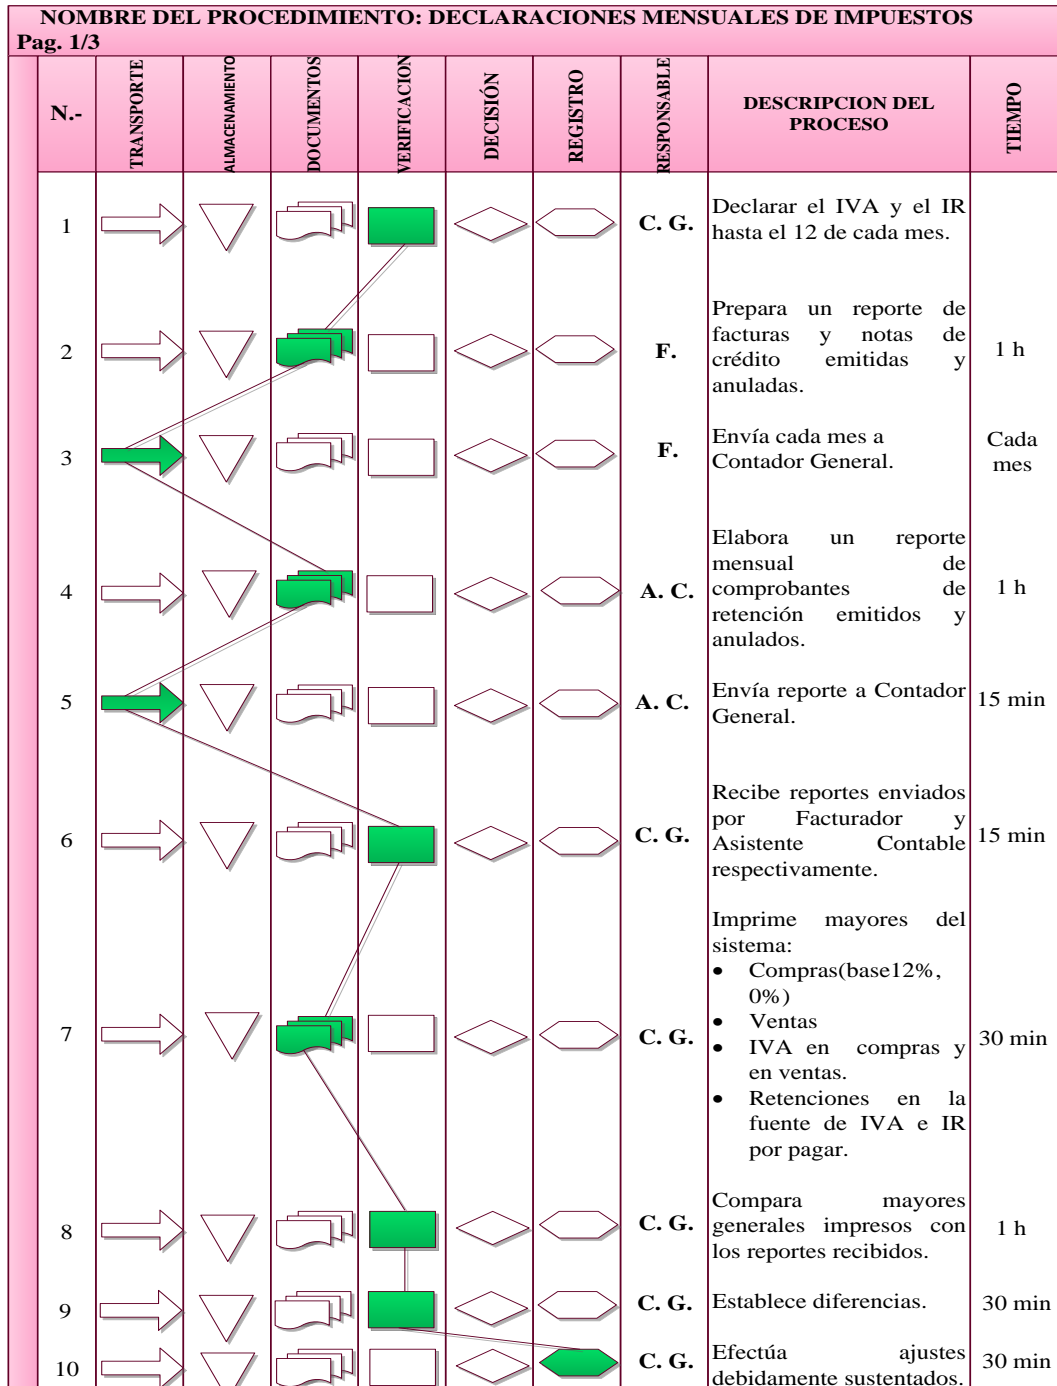 NOMBRE DEL PROCEDIMIENTO: DECLARACIONES MENSUALES DE IMPUESTOS
Pag. 1/3
N.-
TRANSPORTE
ALMACENAMIENTO
DOCUMENTOS
VERIFICACION
DECISIÓN
REGISTRO
RESPONSABLE
DESCRIPCION DEL
PROCESO
TIEMPO
1
C. G.
Declarar el IVA y el IR
hasta el 12 de cada mes.
2
F.
Prepara un reporte de
facturas y notas de
crédito emitidas y
anuladas.
1 h
3
F.
Envía cada mes a
Contador General.
Cada
mes
4
A. C.
Elabora un reporte
mensual de
comprobantes de
retención emitidos y
anulados.
1 h
5
A. C.
Envía reporte a Contador
General.
15 min
6
C. G.
Recibe reportes enviados
por Facturador y
Asistente Contable
respectivamente.
15 min
7
C. G.
Imprime mayores del
sistema:
• Compras(base12%,
0%)
• Ventas
• IVA en compras y
en ventas.
• Retenciones en la
fuente de IVA e IR
por pagar.
30 min
8
C. G.
Compara mayores
generales impresos con
los reportes recibidos.
1 h
9
C. G.
Establece diferencias.
30 min
10
C. G.
Efectúa ajustes
debidamente sustentados.
30 min